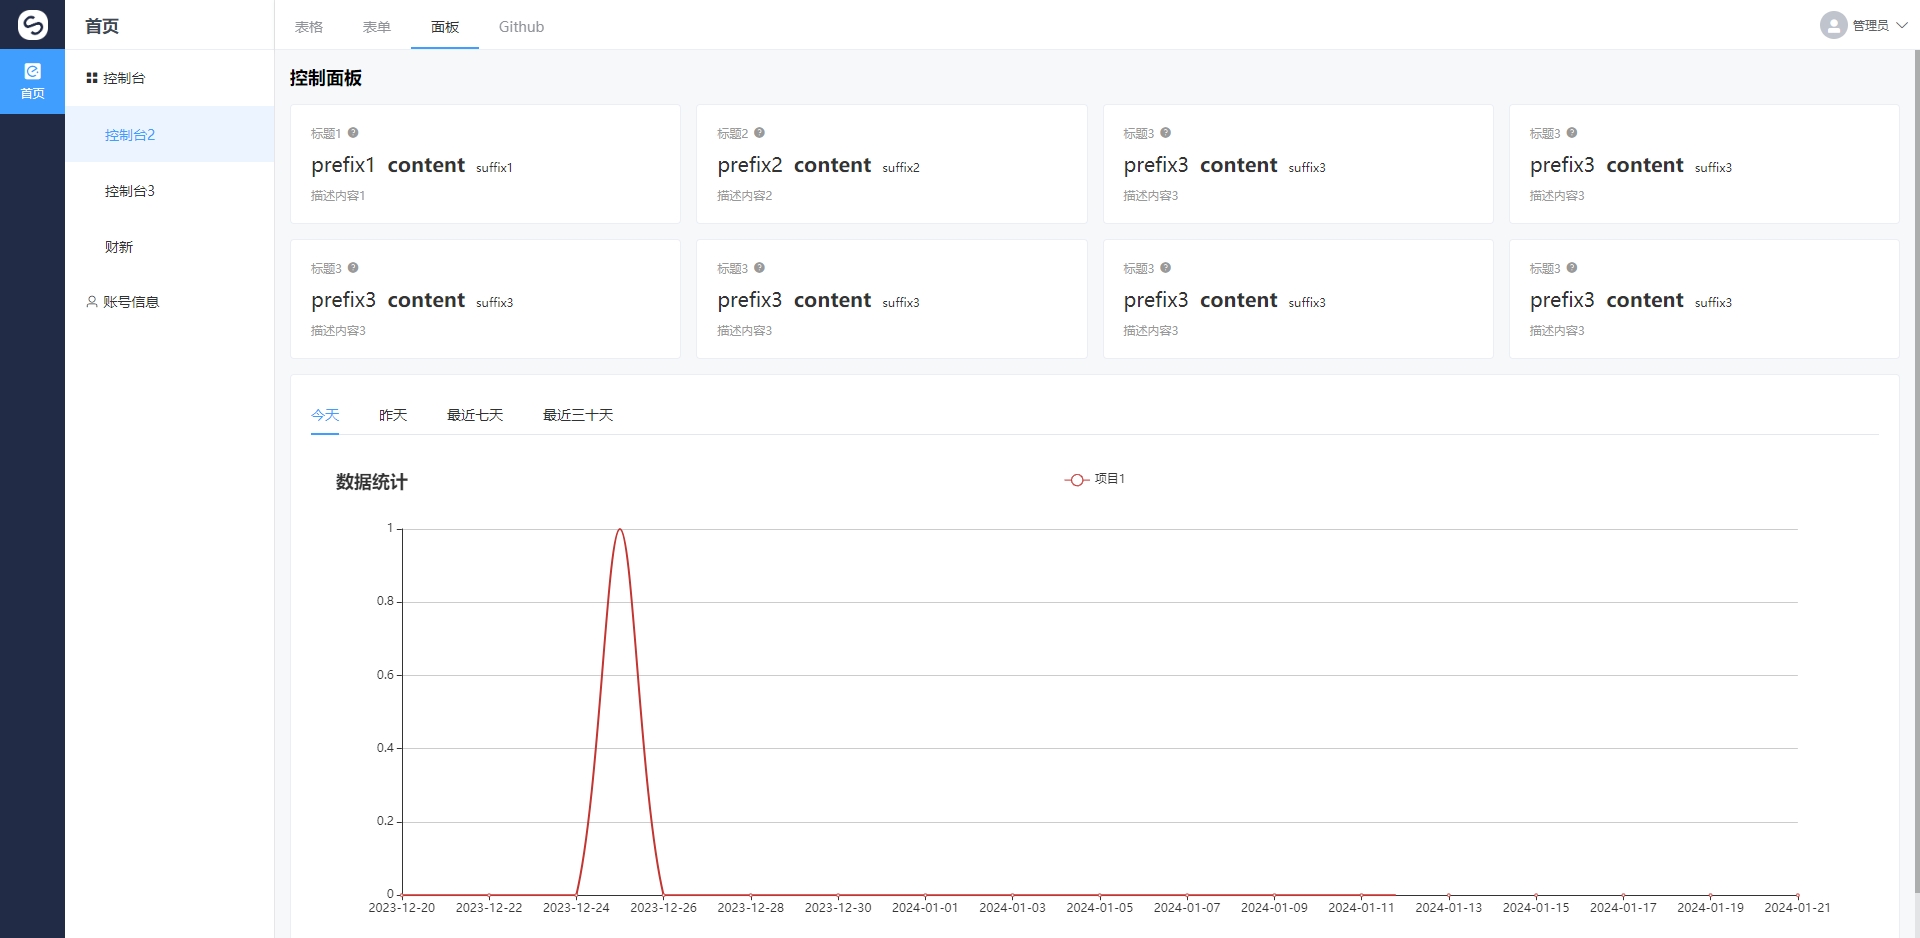 首页
表格 表单 面板 Github
管理员
首页
控制台
控制台2
控制台3
财新
账号信息
控制面板
标题1
prefix1 content suffix1
描述内容1
标题2
prefix2 content suffix2
描述内容2
标题3
prefix3 content suffix3
描述内容3
标题3
prefix3 content suffix3
描述内容3
标题3
prefix3 content suffix3
描述内容3
标题3
prefix3 content suffix3
描述内容3
标题3
prefix3 content suffix3
描述内容3
标题3
prefix3 content suffix3
描述内容3
今天 昨天 最近七天 最近三十天
数据统计
项目1
1
0.8
0.6
0.4
0.2
0
2023-12-20 2023-12-22 2023-12-24 2023-12-26 2023-12-28 2023-12-30 2024-01-01 2024-01-03 2024-01-05 2024-01-07 2024-01-09 2024-01-11 2024-01-13 2024-01-15 2024-01-17 2024-01-19 2024-01-21